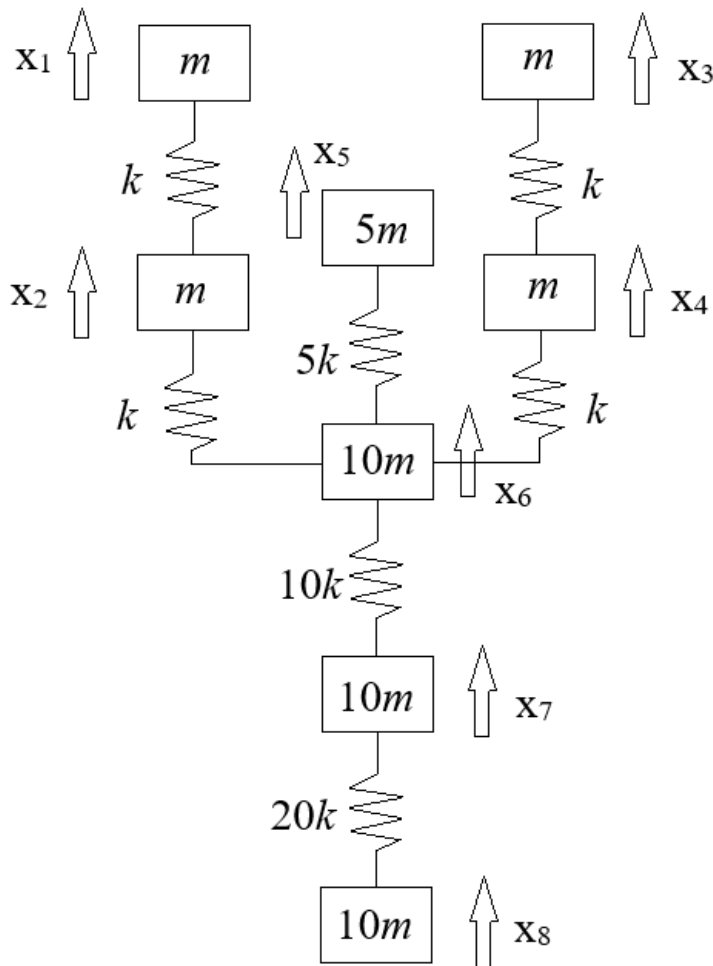 x₁ m m x₃
k x₅ k
5m
x₂ m m x₄
5k
k k
10m
x₆
10k
10m x₇
20k
10m x₈